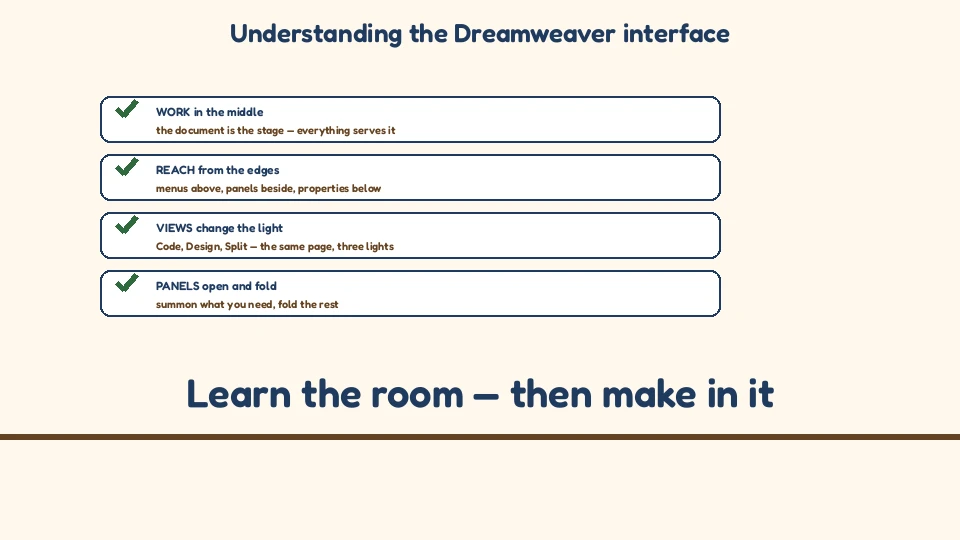 Understanding the Dreamweaver interface
WORK in the middle
the document is the stage — everything serves it
REACH from the edges
menus above, panels beside, properties below
VIEWS change the light
Code, Design, Split — the same page, three lights
PANELS open and fold
summon what you need, fold the rest
Learn the room — then make in it